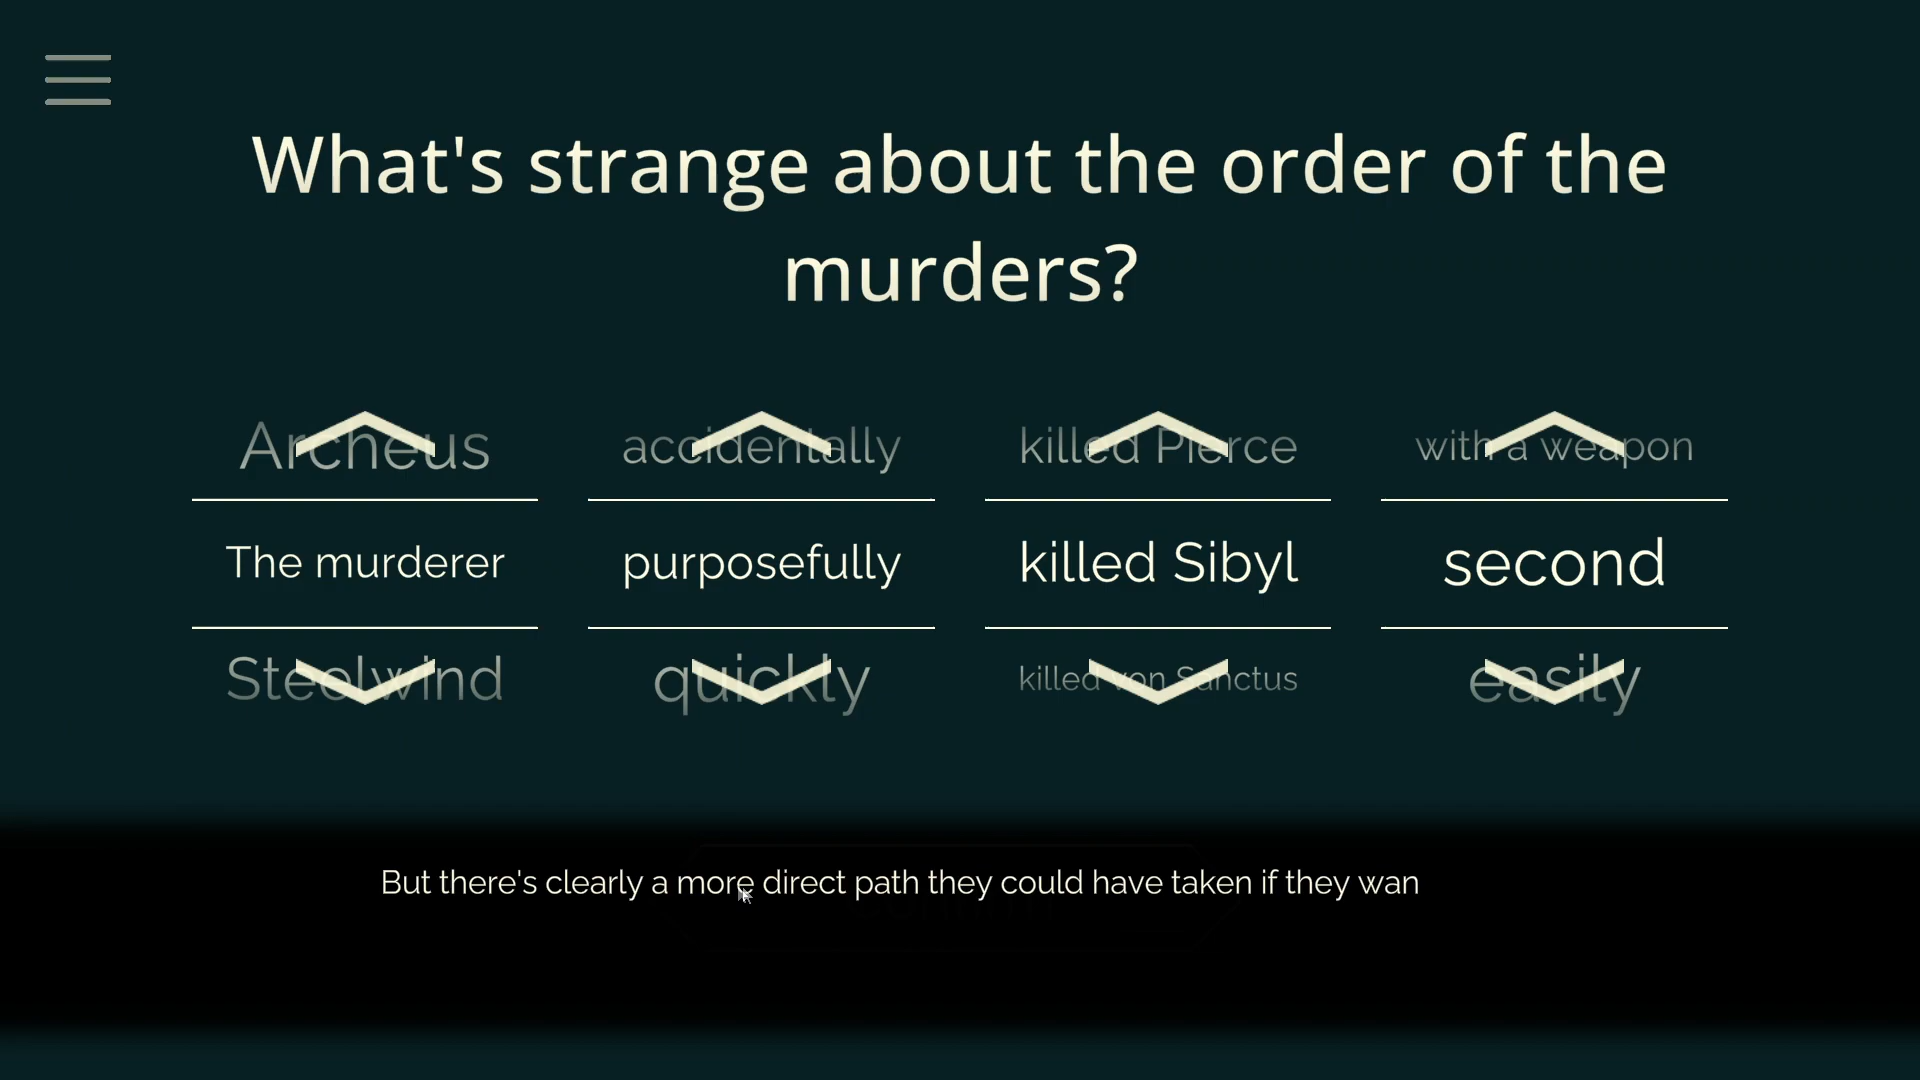 What's strange about the order of the
murders?
Archeus accidentally killed Pierce with a weapon
The murderer purposefully killed Sibyl second
Steelwind quickly killed von Sanctus easily
But there's clearly a more direct path they could have taken if they wan